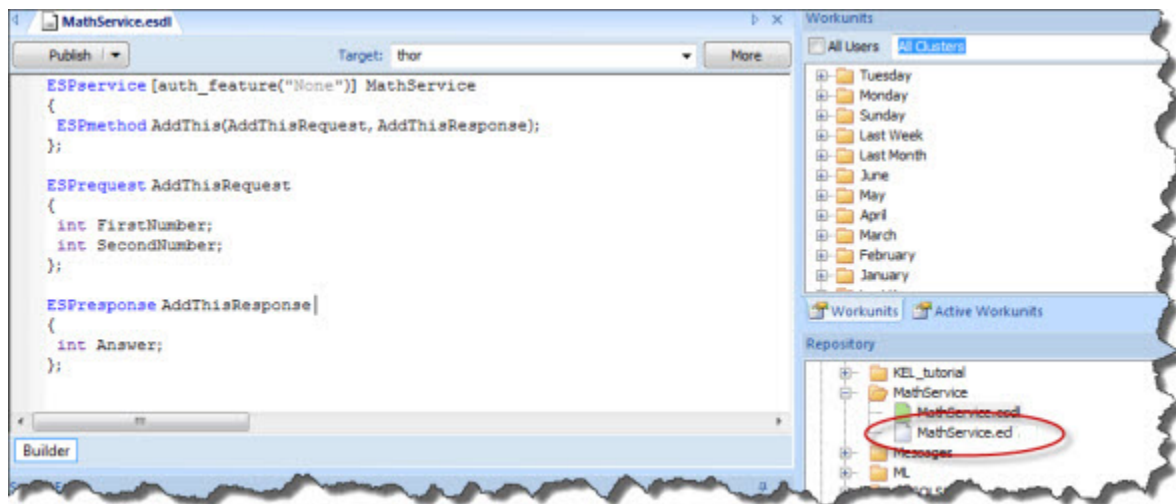 MathService.esdl
Publish
Target: thor
More
ESPservice [auth_feature("None")] MathService
{
ESPmethod AddThis(AddThisRequest, AddThisResponse);
};
ESPrequest AddThisRequest
{
int FirstNumber;
int SecondNumber;
};
ESPresponse AddThisResponse
{
int Answer;
};
Builder
Workunits
All Users
All Clusters
Tuesday
Monday
Sunday
Last Week
Last Month
June
May
April
March
February
January
Workunits
Active Workunits
Repository
KEL_tutorial
MathService
MathService.esdl
MathService.ecl
Messages
ML